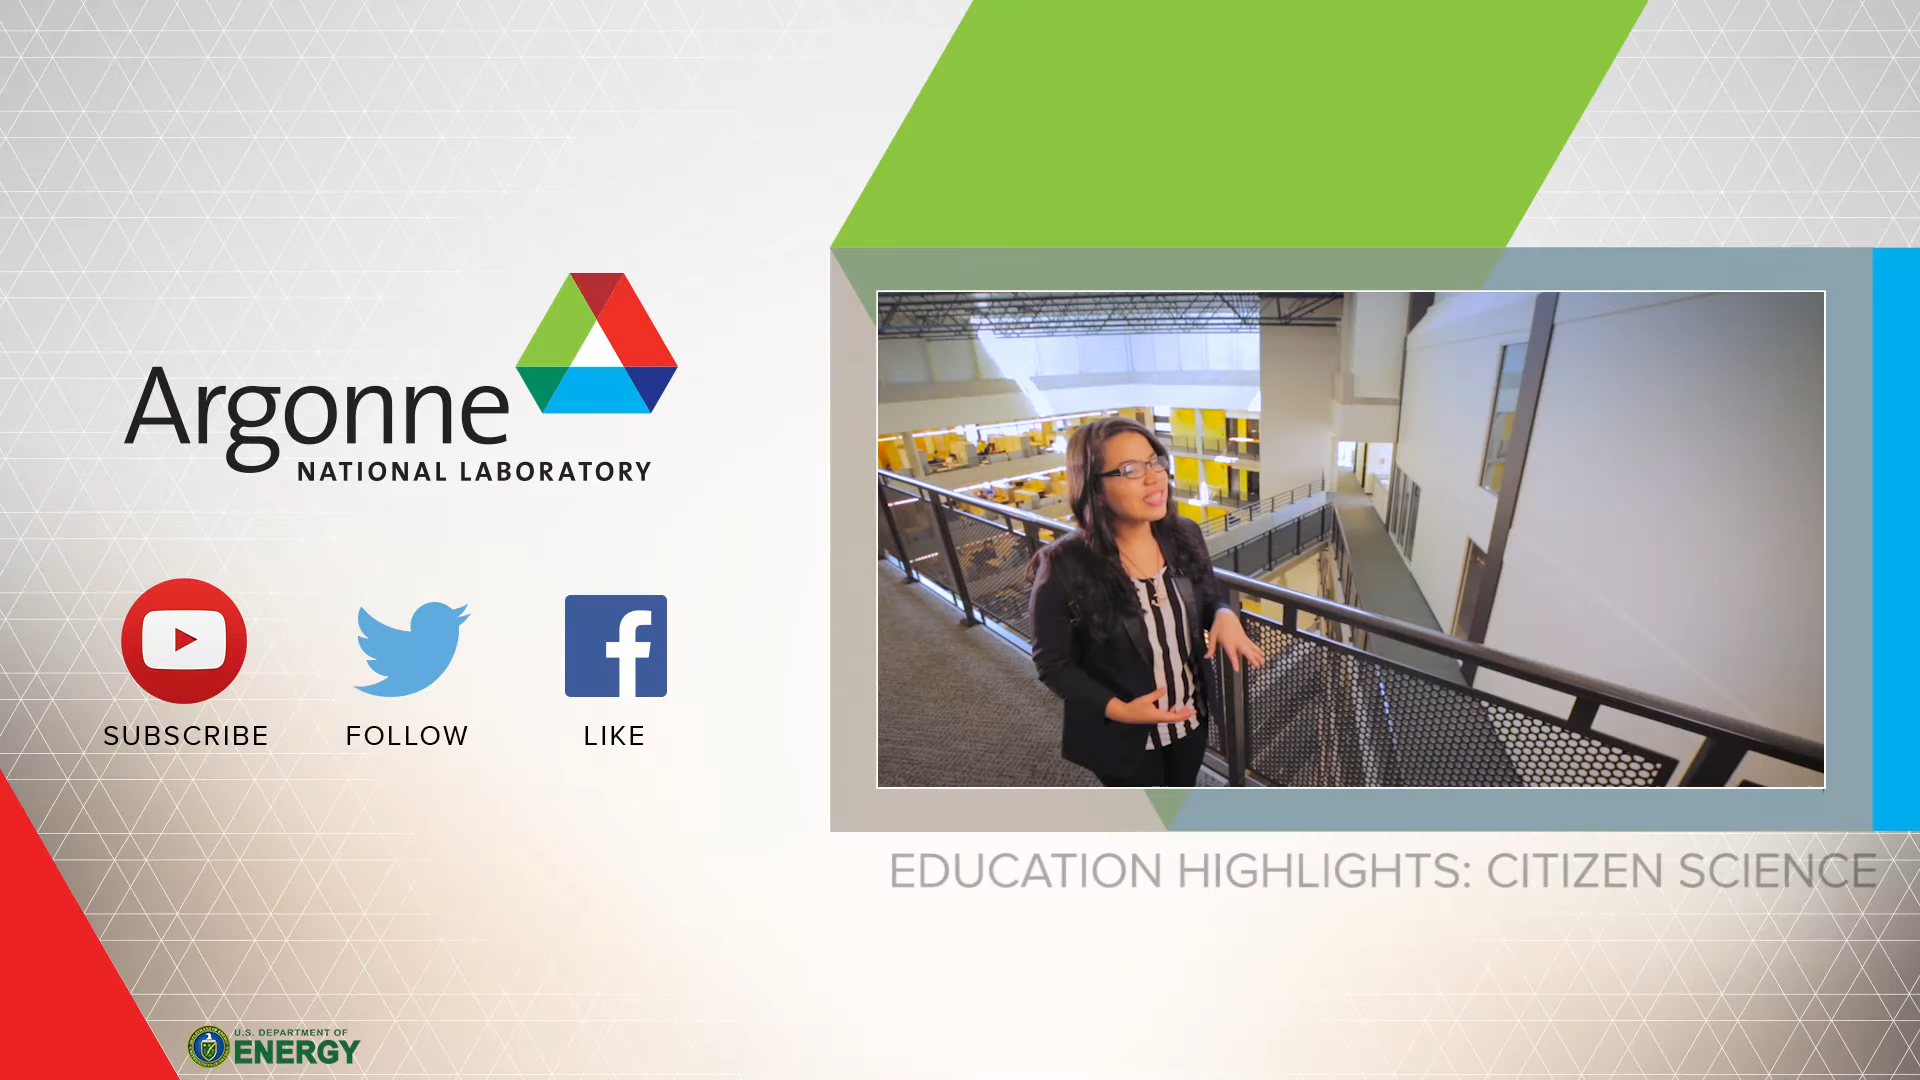 Argonne
NATIONAL LABORATORY
SUBSCRIBE
FOLLOW
LIKE
EDUCATION HIGHLIGHTS: CITIZEN SCIENCE
U.S. DEPARTMENT OF
ENERGY